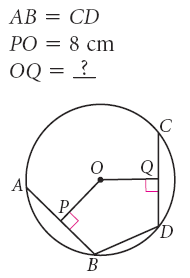 AB = CD
PO = 8 cm
OQ = ?
C
O
Q
A
P
D
B